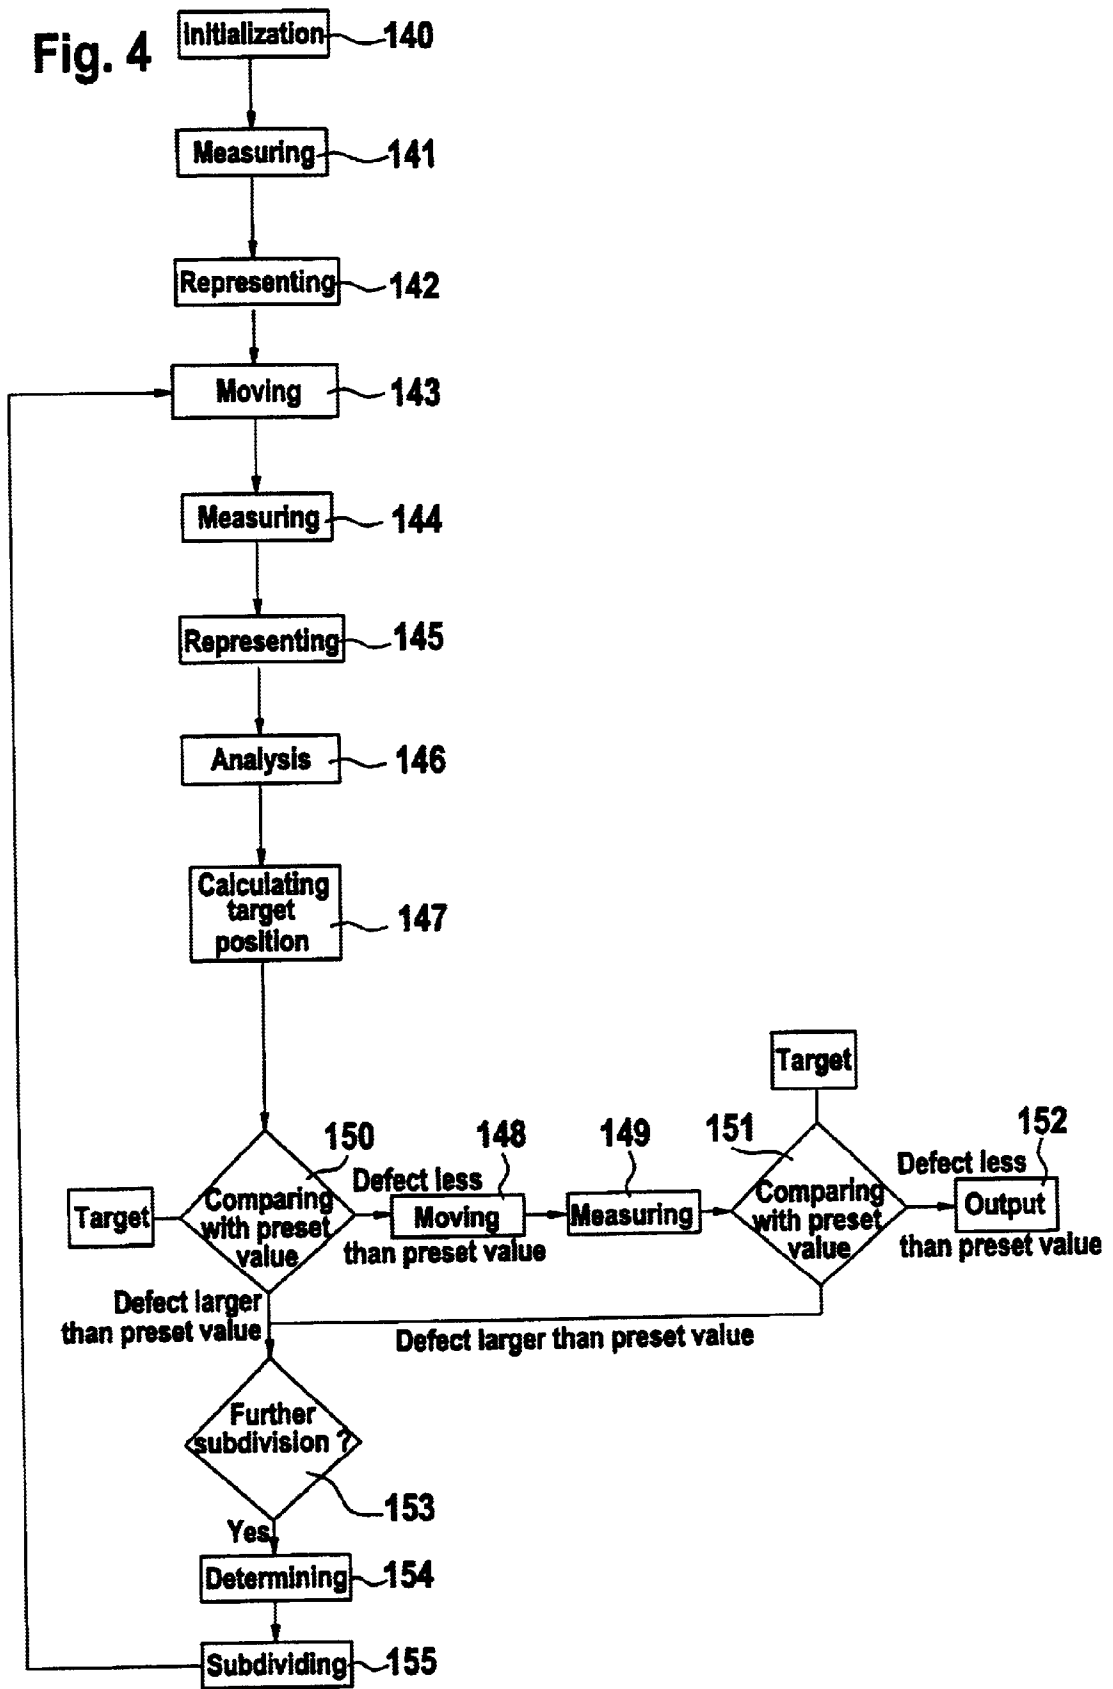 Fig. 4
Initialization 140
Measuring 141
Representing 142
Moving 143
Measuring 144
Representing 145
Analysis 146
Calculating
target
position
147
Target
150
Comparing
with preset
value
Defect less
than preset value
148
Moving
149
Measuring
Target
151
Comparing
with preset
value
Defect less
than preset value
152
Output
Defect larger
than preset value
Defect larger than preset value
Further
subdivision ?
153
Yes
Determining 154
Subdividing 155